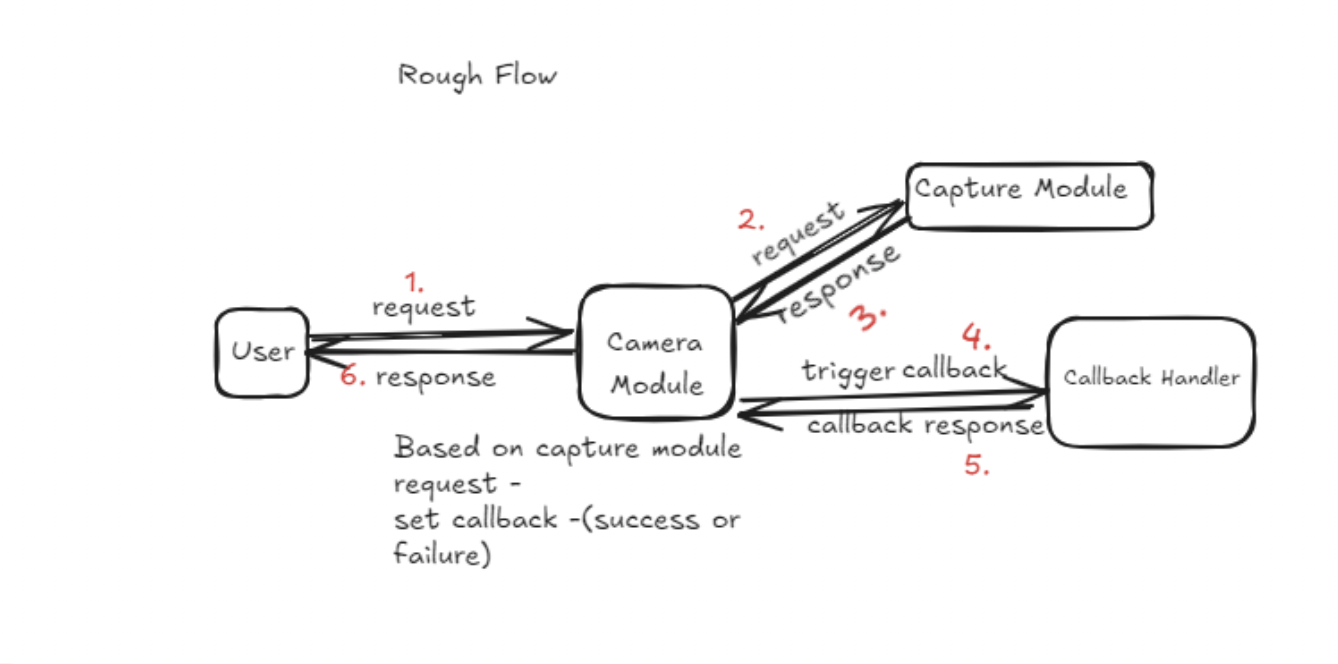 Rough Flow
Capture Module
2.
request
response
3.
1.
request
User
6. response
Camera
Module
4.
trigger callback
Callback Handler
callback response
5.
Based on capture module
request -
set callback -(success or
failure)